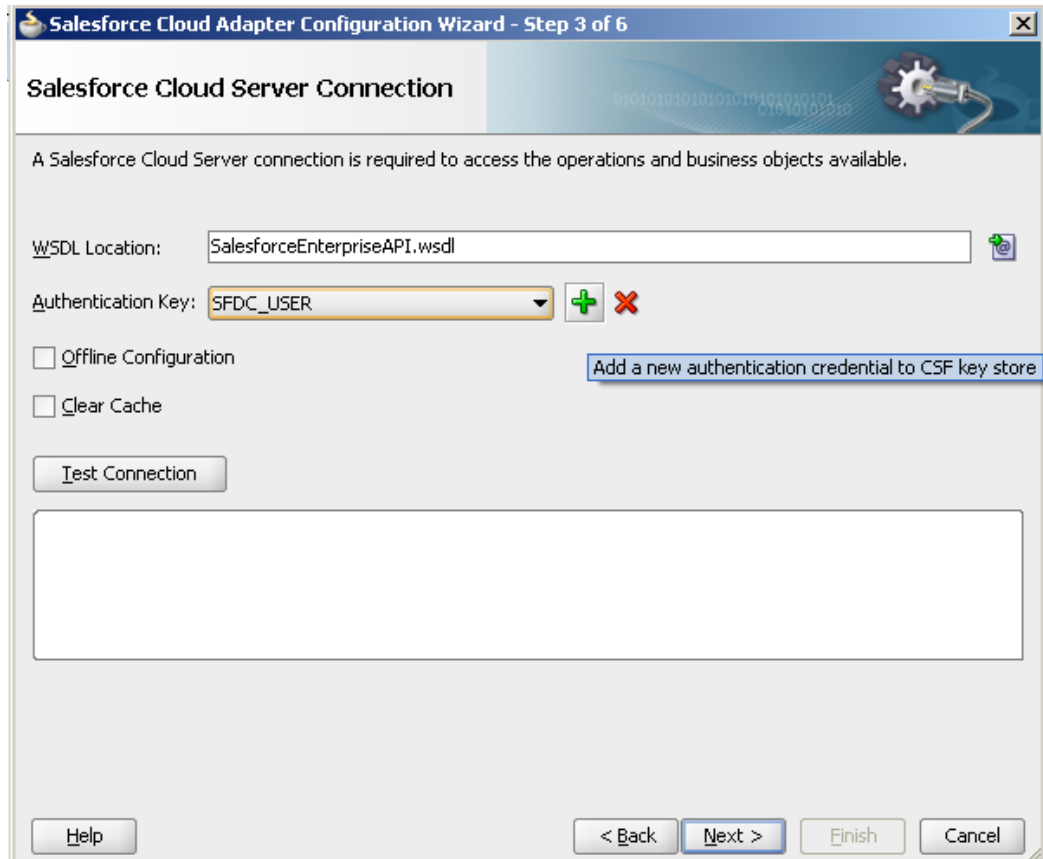 Salesforce Cloud Adapter Configuration Wizard - Step 3 of 6
Salesforce Cloud Server Connection
A Salesforce Cloud Server connection is required to access the operations and business objects available.
WSDL Location: SalesforceEnterpriseAPI.wsdl
Authentication Key: SFDC_USER
Offline Configuration
Add a new authentication credential to CSF key store
Clear Cache
Test Connection
Help < Back Next > Finish Cancel